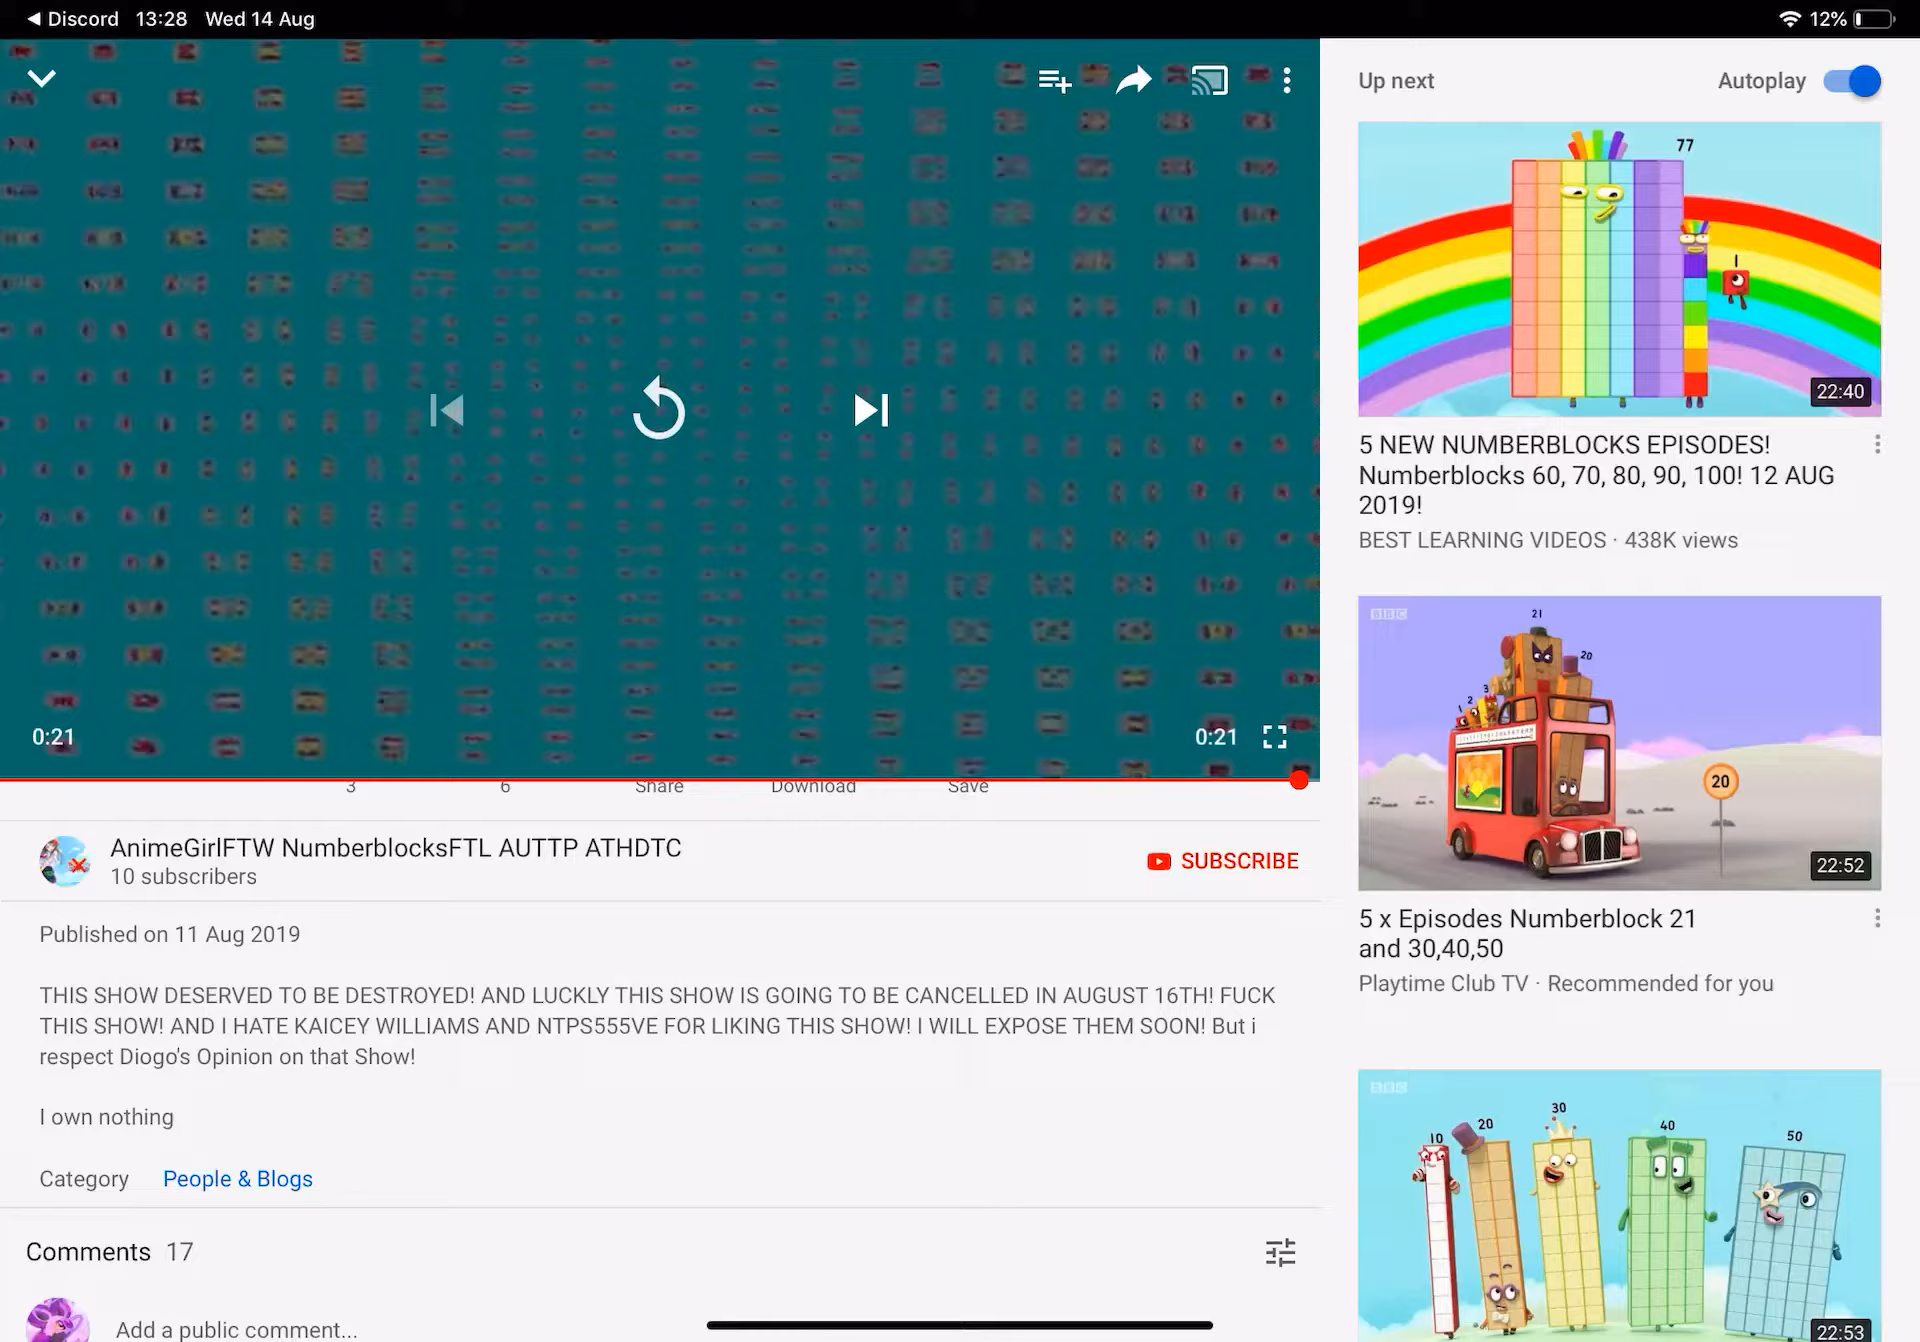 Discord 13:28 Wed 14 Aug
12%
0:21
0:21
3 6 Share Download Save
AnimeGirlFTW NumberblocksFTL AUTTP ATHDTC
10 subscribers
SUBSCRIBE
Published on 11 Aug 2019
THIS SHOW DESERVED TO BE DESTROYED! AND LUCKLY THIS SHOW IS GOING TO BE CANCELLED IN AUGUST 16TH! FUCK
THIS SHOW! AND I HATE KAICEY WILLIAMS AND NTPS555VE FOR LIKING THIS SHOW! I WILL EXPOSE THEM SOON! But i
respect Diogo's Opinion on that Show!
I own nothing
Category People & Blogs
Comments 17
Add a public comment...
Up next Autoplay
77
1
22:40
5 NEW NUMBERBLOCKS EPISODES!
Numberblocks 60, 70, 80, 90, 100! 12 AUG
2019!
BEST LEARNING VIDEOS · 438K views
BBC
21
20
3
2
1
20
22:52
5 x Episodes Numberblock 21
and 30,40,50
Playtime Club TV · Recommended for you
BBC
10 20 30 40 50
22:53